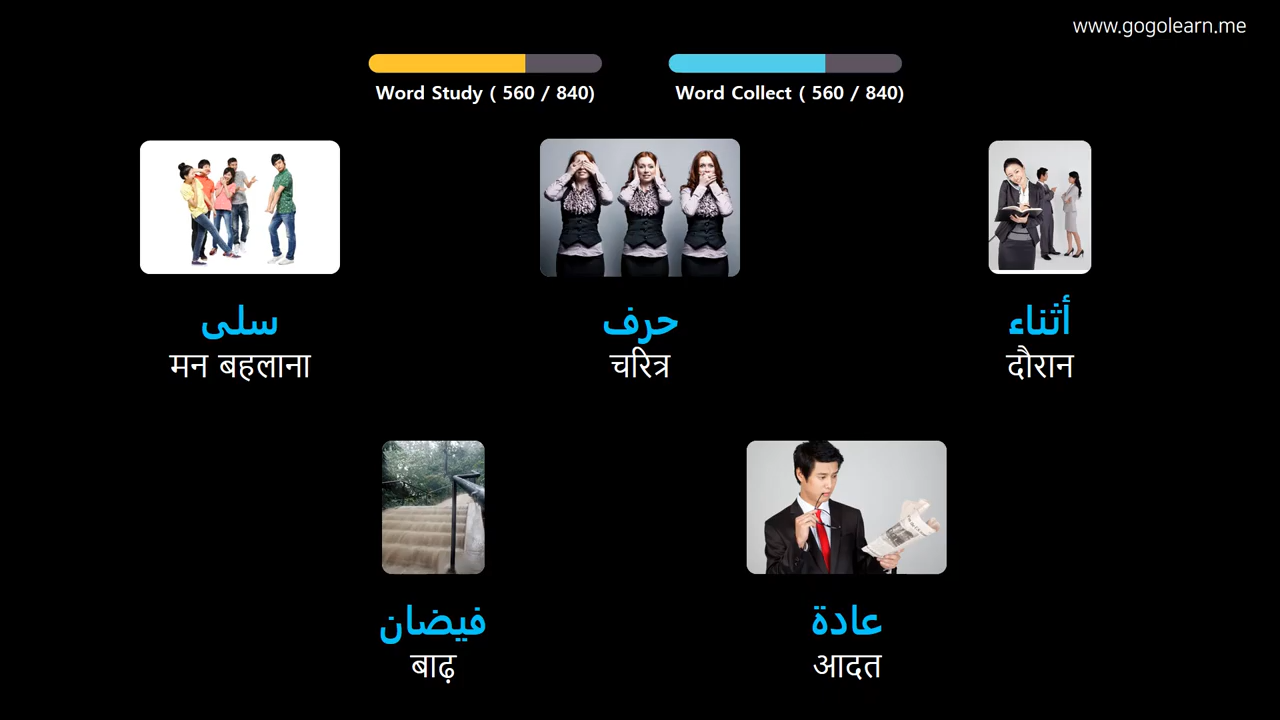 www.gogolearn.me
Word Study ( 560 / 840)
Word Collect ( 560 / 840)
سلى
मन बहलाना
حرف
चरित्र
أثناء
दौरान
فيضان
बाढ़
عادة
आदत